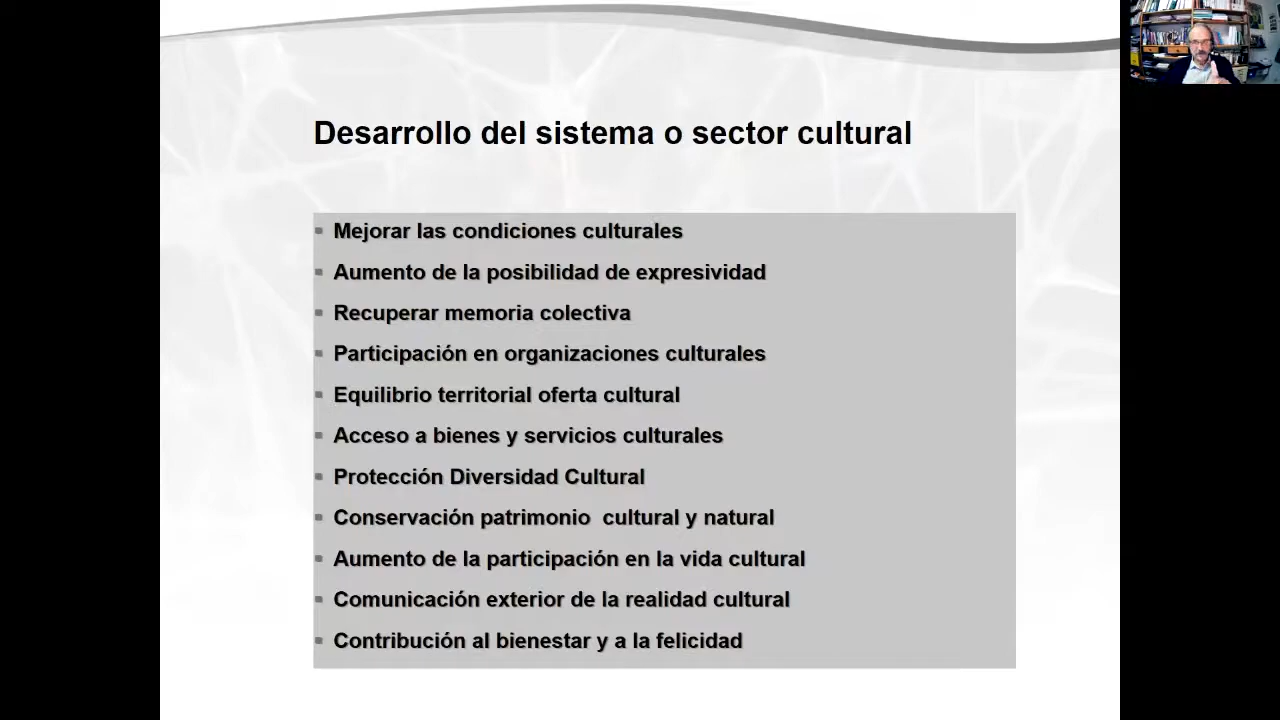 Desarrollo del sistema o sector cultural
Mejorar las condiciones culturales
Aumento de la posibilidad de expresividad
Recuperar memoria colectiva
Participación en organizaciones culturales
Equilibrio territorial oferta cultural
Acceso a bienes y servicios culturales
Protección Diversidad Cultural
Conservación patrimonio  cultural y natural
Aumento de la participación en la vida cultural
Comunicación exterior de la realidad cultural
Contribución al bienestar y a la felicidad